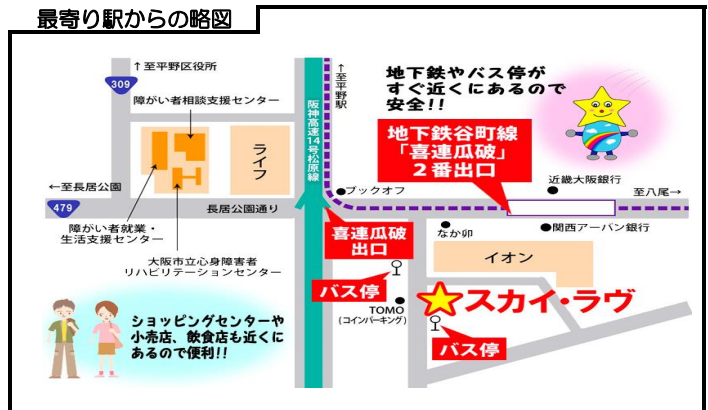 最寄り駅からの略図
↑至平野区役所
309
障がい者相談支援センター
ライフ
阪神高速14号松原線
↑至平野駅
地下鉄やバス停が
すぐ近くにあるので
安全!!
地下鉄谷町線
「喜連瓜破」
2番出口
近畿大阪銀行
至八尾→
←至長居公園
479
長居公園通り
ブックオフ
障がい者就業・
生活支援センター
大阪市立心身障害者
リハビリテーションセンター
喜連瓜破
出口
なか卯
関西アーバン銀行
イオン
バス停
スカイ・ラヴ
TOMO
(コインパーキング)
バス停
ショッピングセンターや
小売店、飲食店も近くに
あるので便利!!